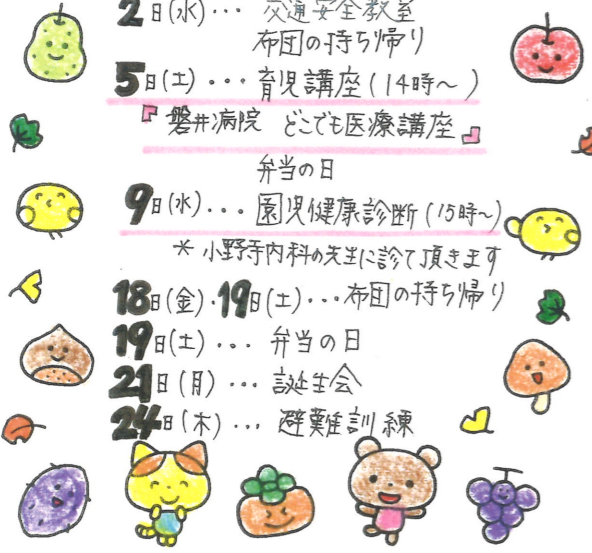 2日(水)... 交通安全教室
布団の持ち帰り
5日(土)... 育児講座(14時〜)
『磐井病院 どこでも医療講座』
弁当の日
9日(水)... 園児健康診断(15時〜)
*小野寺内科の先生に診て頂きます
18日(金)・19日(土)...布団の持ち帰り
19日(土)... 弁当の日
21日(月)... 誕生会
24日(木)... 避難訓練